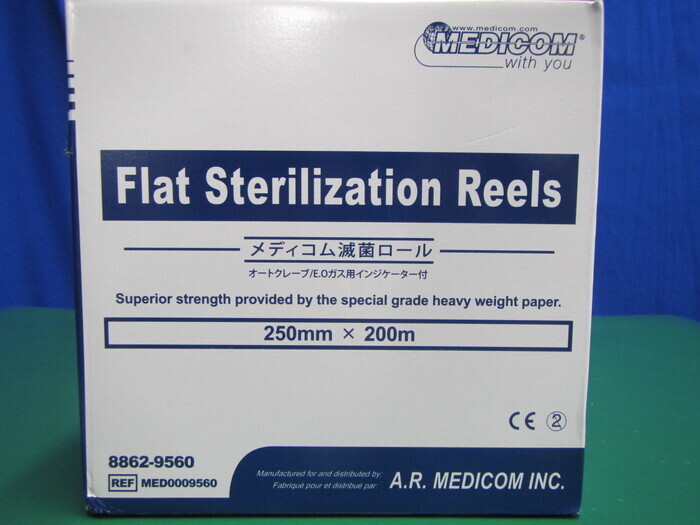 www.medicom.com
MEDICOM®
with you
Flat Sterilization Reels
メディコム滅菌ロール
オートクレーブ/E.Oガス用インジケーター付
Superior strength provided by the special grade heavy weight paper.
250mm × 200m
CE ②
8862-9560
REF MED0009560
Manufactured for and distributed by:
Fabriqué pour et distribué par:
A.R. MEDICOM INC.